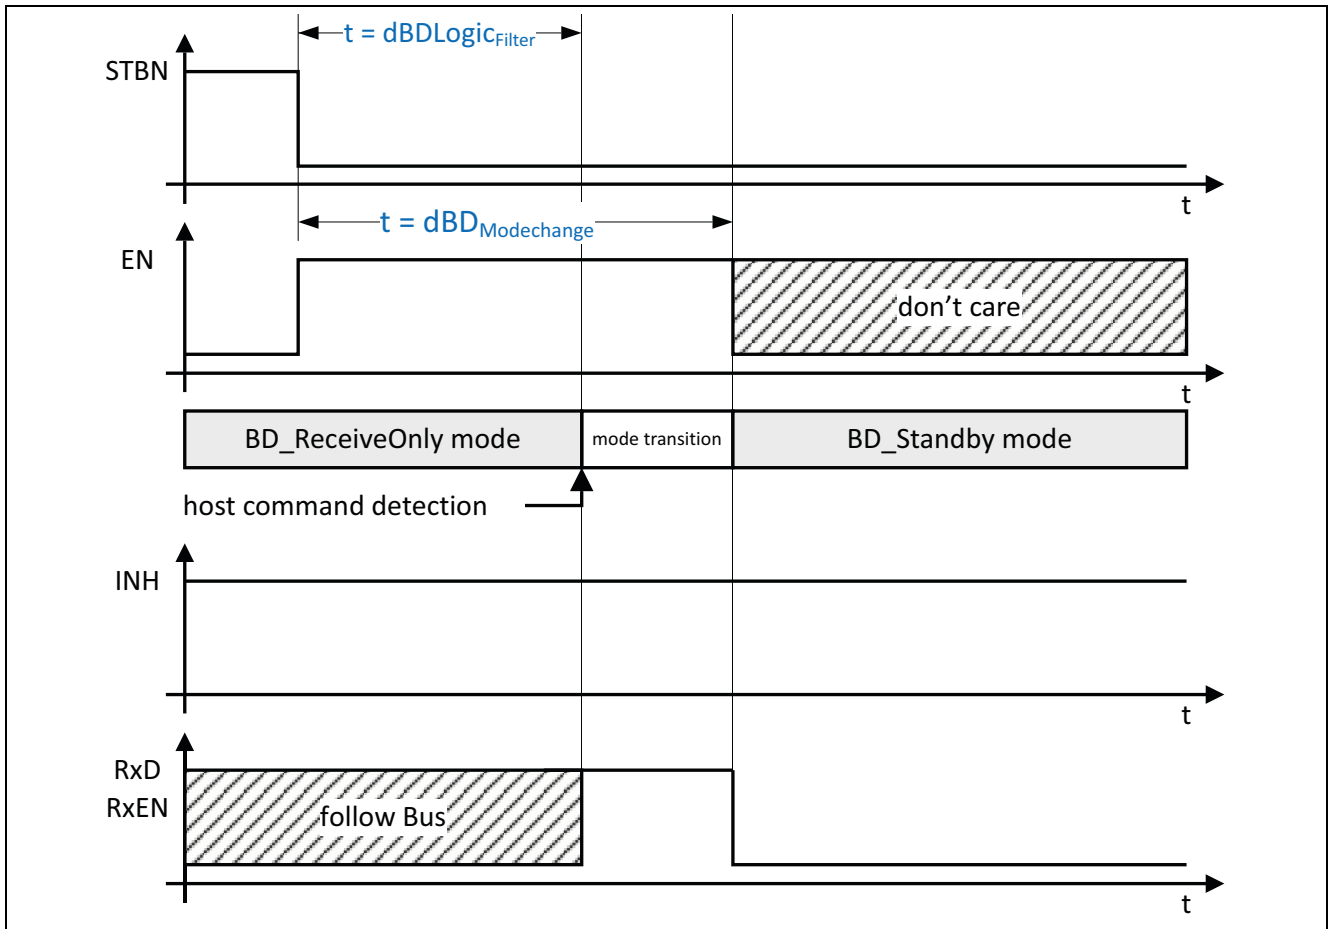 t = dBDLogicFilter
STBN
t
t = dBDModechange
EN
don't care
t
BD_ReceiveOnly mode
mode transition
BD_Standby mode
host command detection
INH
t
RxD
RxEN
follow Bus
t